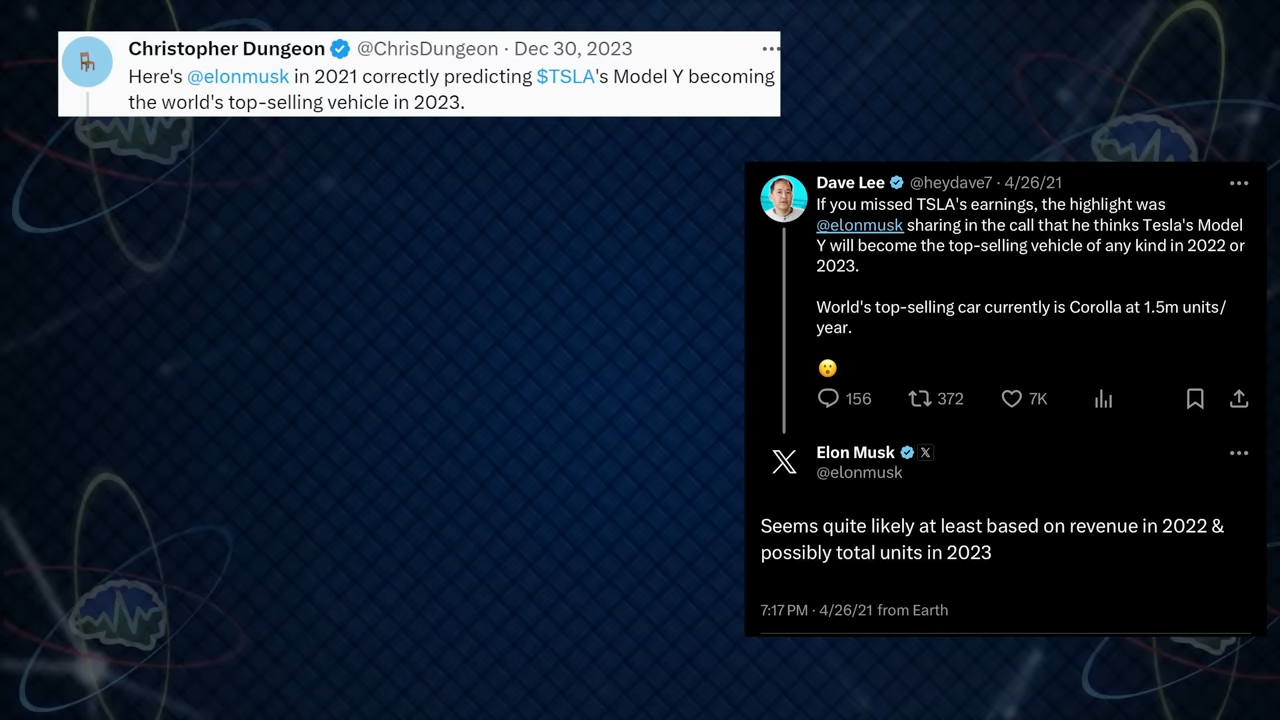 Christopher Dungeon @ChrisDungeon · Dec 30, 2023
Here's @elonmusk in 2021 correctly predicting $TSLA's Model Y becoming
the world's top-selling vehicle in 2023.
Dave Lee @heydave7 · 4/26/21
If you missed TSLA's earnings, the highlight was
@elonmusk sharing in the call that he thinks Tesla's Model
Y will become the top-selling vehicle of any kind in 2022 or
2023.
World's top-selling car currently is Corolla at 1.5m units/
year.
😮
156 372 7K
Elon Musk
@elonmusk
Seems quite likely at least based on revenue in 2022 &
possibly total units in 2023
7:17 PM · 4/26/21 from Earth